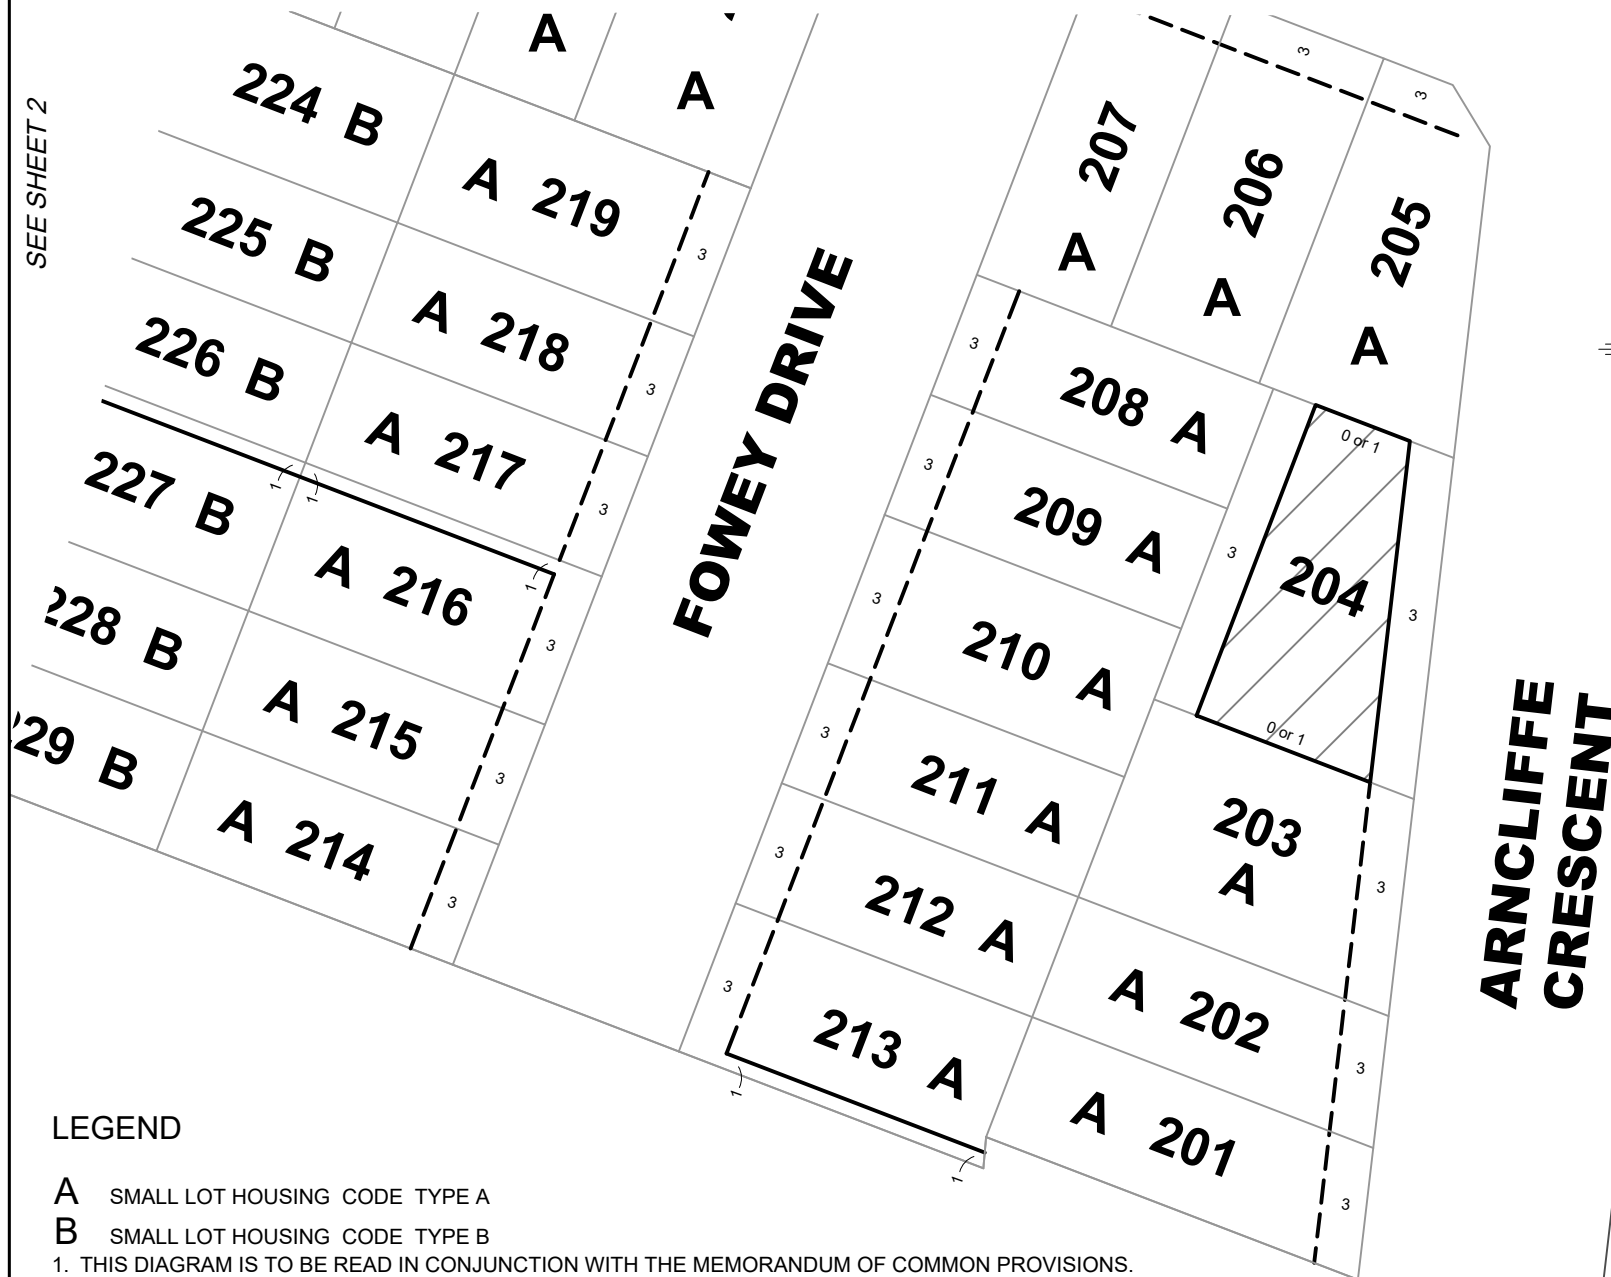 SEE SHEET 2
A
A
224 B
A 219
225 B
A 218
226 B
A 217
227 B
A 216
B
A 215
B
A 214
3
3
3
3
3
3
1
1
1
FOWEY DRIVE
207
A
206
A
205
A
3
3
208 A
209 A
210 A
211 A
212 A
213 A
3
3
3
3
3
3
1
1
0 or 1
204
0 or 1
3
3
203
A
A 202
A 201
3
3
3
ARNCLIFFE
CRESCENT
LEGEND
A SMALL LOT HOUSING CODE TYPE A
B SMALL LOT HOUSING CODE TYPE B
1. THIS DIAGRAM IS TO BE READ IN CONJUNCTION WITH THE MEMORANDUM OF COMMON PROVISIONS.